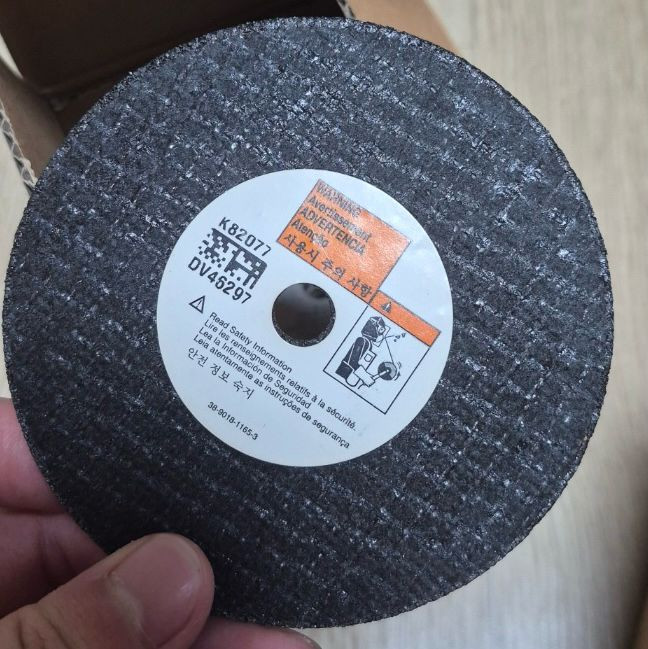 K82077
DV46297
WARNING
Avertissement
ADVERTENCIA
Atenção
사용시 주의 사항
Read Safety Information
Lire les renseignements relatifs à la sécurité.
Lea la Información de Seguridad
Leia atentamente as instruções de segurança
안전 정보 숙지
36-9018-1165-3